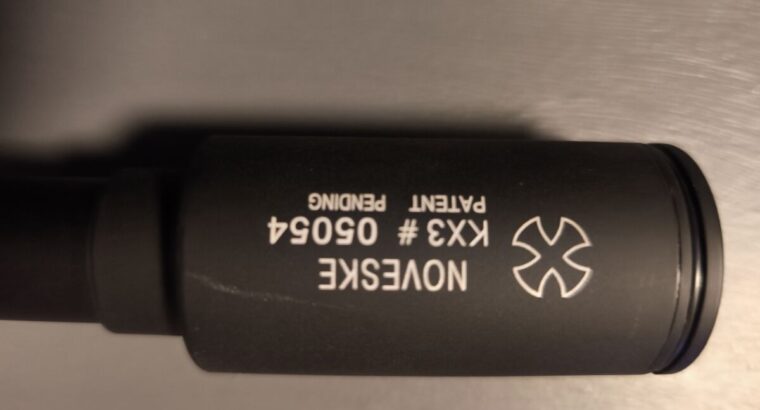 NOVESKE
KX3 # 05054
PATENT PENDING